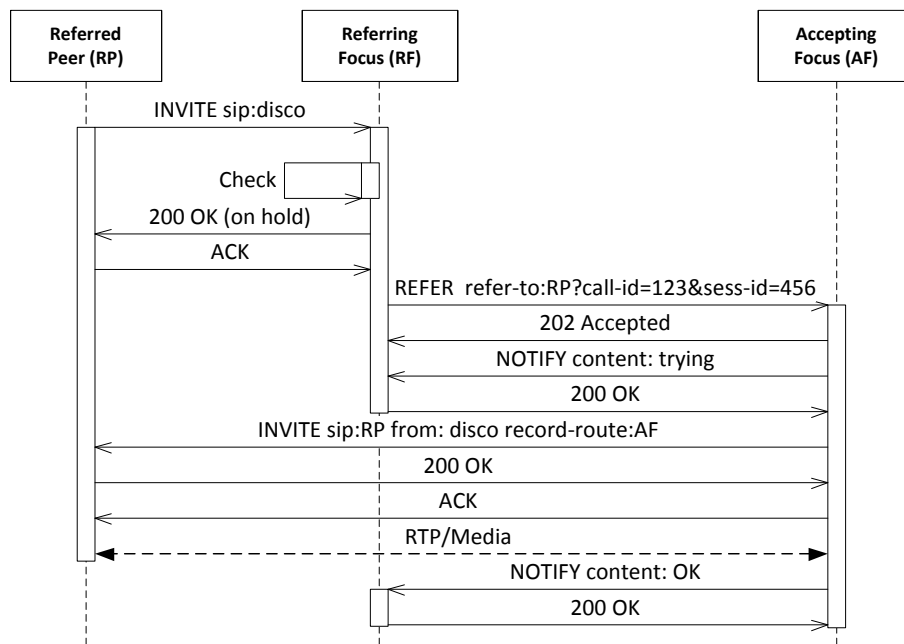 Referred
Peer (RP)
Referring
Focus (RF)
Accepting
Focus (AF)
INVITE sip:disco
Check
200 OK (on hold)
ACK
REFER  refer-to:RP?call-id=123&sess-id=456
202 Accepted
NOTIFY content: trying
200 OK
INVITE sip:RP from: disco record-route:AF
200 OK
ACK
RTP/Media
NOTIFY content: OK
200 OK